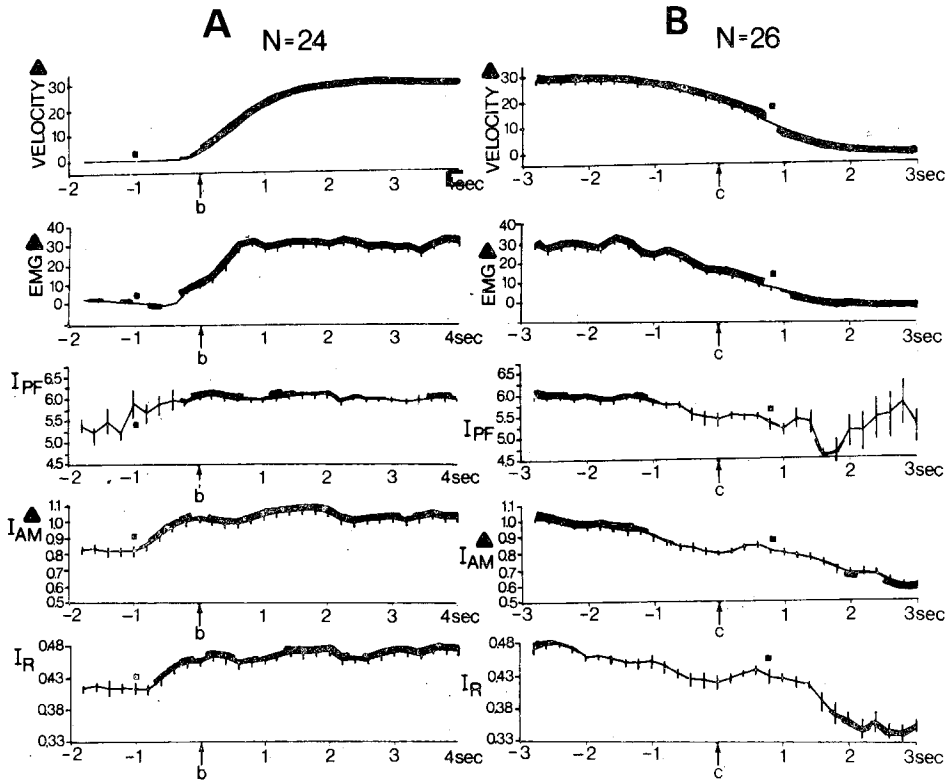 A
N=24
B
N=26
VELOCITY
30
20
10
0
-2
-1
1
2
3
4sec
b
VELOCITY
30
20
10
0
-3
-2
-1
1
2
3sec
c
EMG
40
30
20
10
0
-2
-1
1
2
3
4sec
b
EMG
40
30
20
10
0
-3
-2
-1
1
2
3sec
c
IPF
6.5
6.0
5.5
5.0
4.5
-2
-1
1
2
3
4sec
b
IPF
6.5
6.0
5.5
5.0
4.5
-3
-2
-1
1
2
3sec
c
IAM
1.1
1.0
0.9
0.8
0.7
0.6
0.5
-2
-1
1
2
3
4sec
b
IAM
1.1
1.0
0.9
0.8
0.7
0.6
0.5
-3
-2
-1
1
2
3sec
c
IR
0.48
0.43
0.38
0.33
-2
-1
1
2
3
4sec
b
IR
0.48
0.43
0.38
0.33
-3
-2
-1
1
2
3sec
c